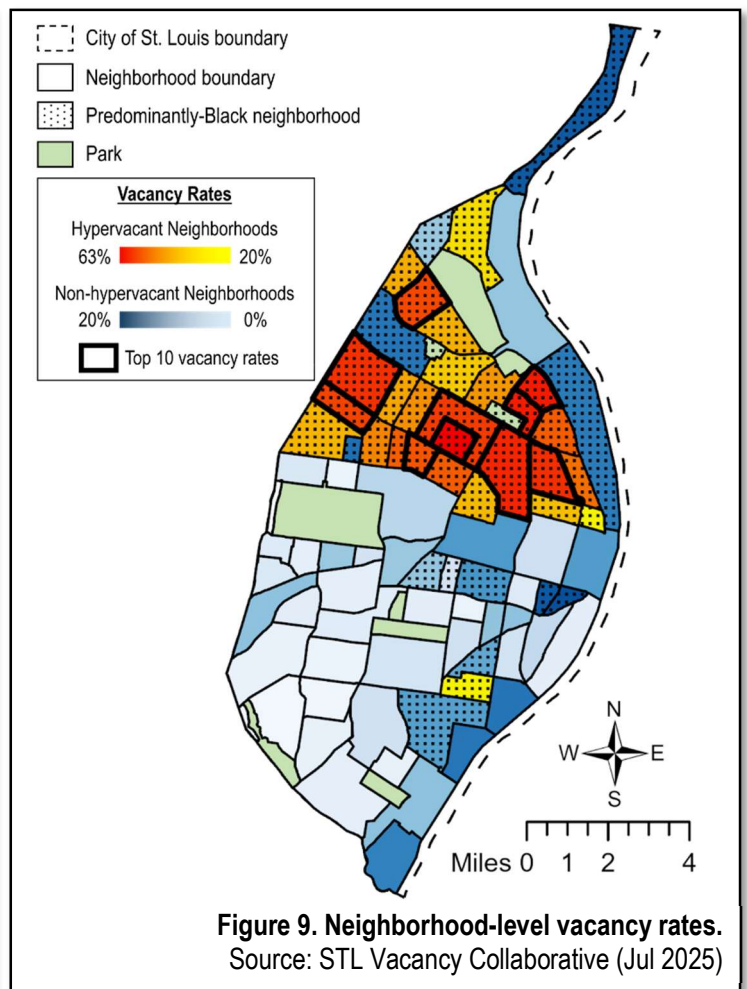 City of St. Louis boundary
Neighborhood boundary
Predominantly-Black neighborhood
Park
Vacancy Rates
Hypervacant Neighborhoods
63% 20%
Non-hypervacant Neighborhoods
20% 0%
Top 10 vacancy rates
N
W E
S
Miles 0 1 2 4
Figure 9. Neighborhood-level vacancy rates.
Source: STL Vacancy Collaborative (Jul 2025)